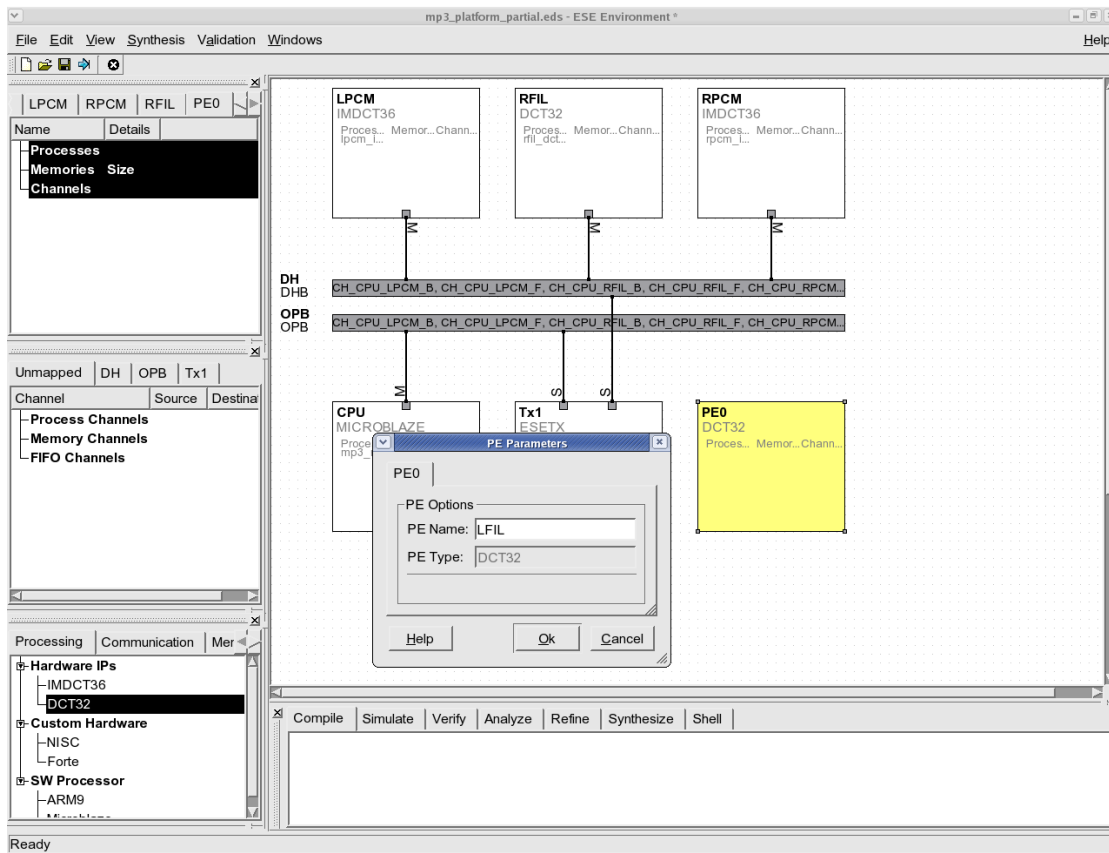 mp3_platform_partial.eds - ESE Environment *
File Edit View Synthesis Validation Windows Help
LPCM RPCM RFIL PE0
Name Details
Processes
Memories Size
Channels
Unmapped DH OPB Tx1
Channel Source Destina
Process Channels
Memory Channels
FIFO Channels
Processing Communication Mer
Hardware IPs
IMDCT36
DCT32
Custom Hardware
NISC
Forte
SW Processor
ARM9
LPCM
IMDCT36
Proces... Memor... Chann...
lpcm_i...
RFIL
DCT32
Proces... Memor... Chann...
rfil_dct...
RPCM
IMDCT36
Proces... Memor... Chann...
rpcm_i...
M M M
DH
DHB
CH_CPU_LPCM_B, CH_CPU_LPCM_F, CH_CPU_RFIL_B, CH_CPU_RFIL_F, CH_CPU_RPCM...
OPB
OPB
CH_CPU_LPCM_B, CH_CPU_LPCM_F, CH_CPU_RFIL_B, CH_CPU_RFIL_F, CH_CPU_RPCM...
M S S
CPU
MICROBLAZE
Proce
mp3_
Tx1
ESETX
PE0
DCT32
Proces... Memor... Chann...
PE Parameters
PE0
PE Options
PE Name: LFIL
PE Type: DCT32
Help Ok Cancel
Compile Simulate Verify Analyze Refine Synthesize Shell
Ready